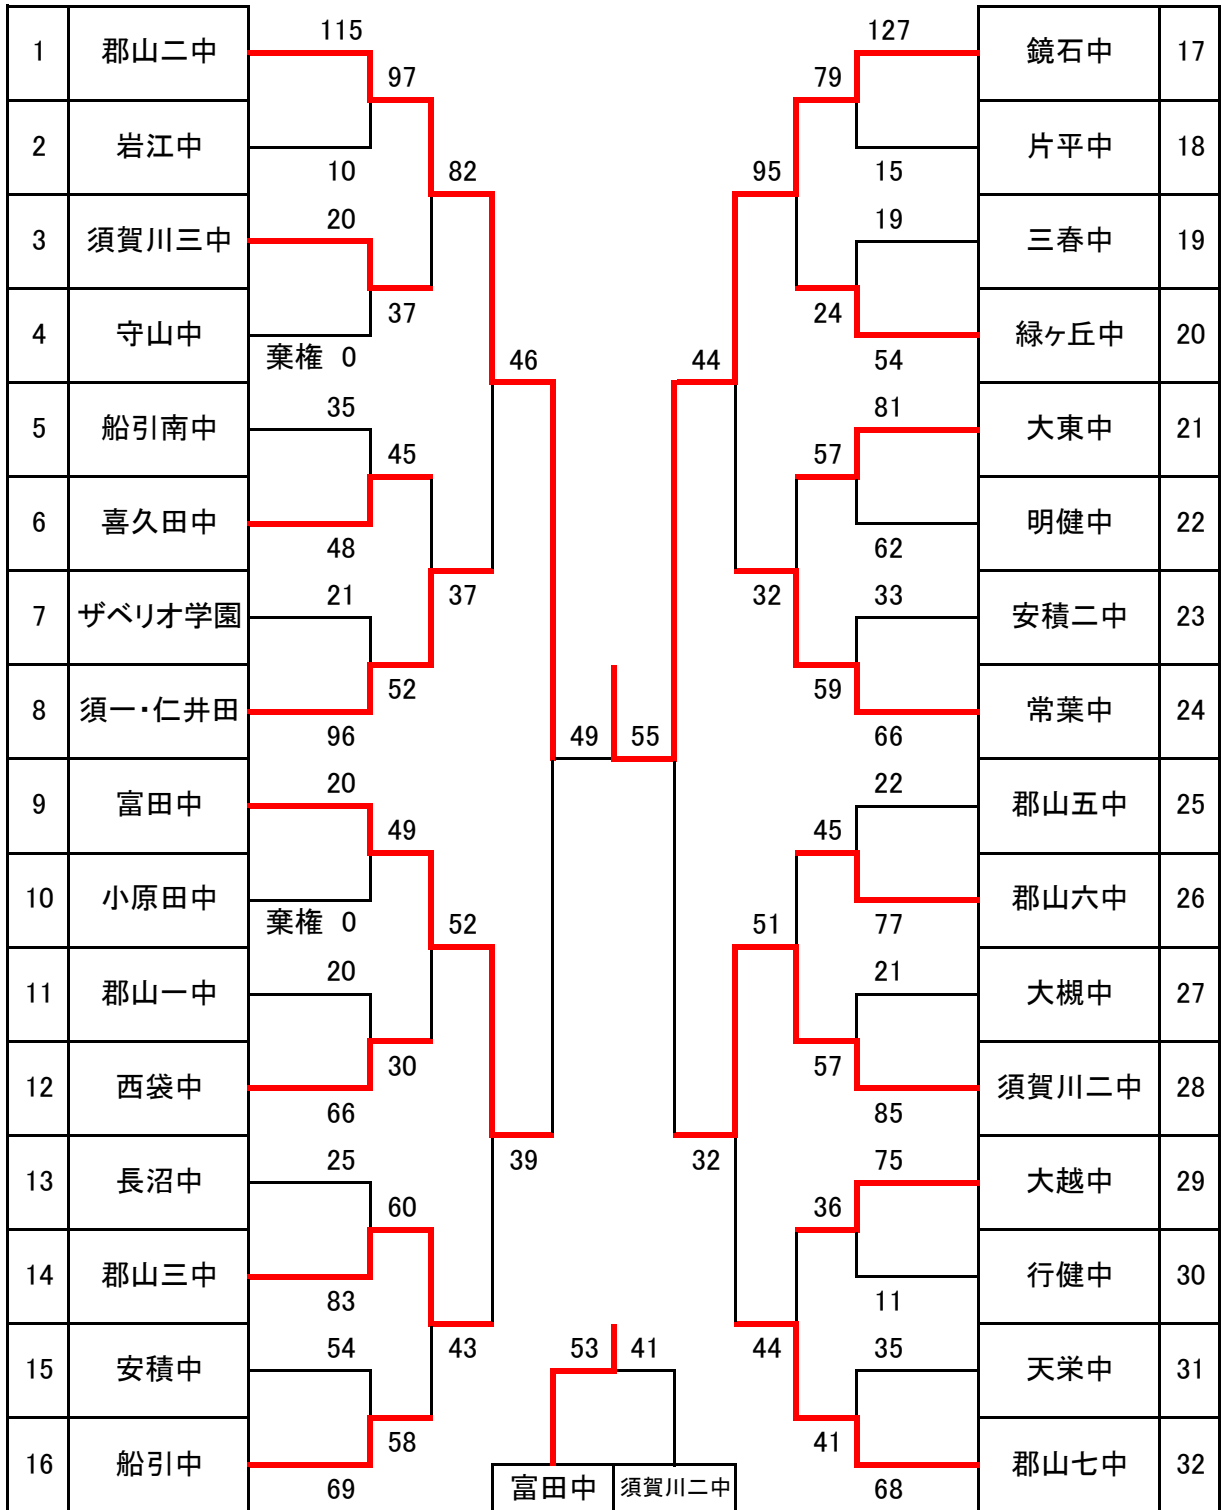 115 127
1 郡山二中 鏡石中 17
97 79
2 岩江中 片平中 18
10 82 95 15
20 19
3 須賀川三中 三春中 19
37 24
4 守山中 緑ヶ丘中 20
棄権 0 46 44 54
35 81
5 船引南中 大東中 21
45 57
6 喜久田中 明健中 22
48 62
21 37 32 33
7 ザベリオ学園 安積二中 23
52 59
8 須一・仁井田 常葉中 24
96 49 55 66
20 22
9 富田中 郡山五中 25
49 45
10 小原田中 郡山六中 26
棄権 0 52 51 77
20 21
11 郡山一中 大槻中 27
30 57
12 西袋中 須賀川二中 28
66 85
25 39 32 75
13 長沼中 大越中 29
60 36
14 郡山三中 行健中 30
83 11
54 43 53 41 44 35
15 安積中 天栄中 31
58 41
16 船引中 郡山七中 32
69 富田中 須賀川二中 68